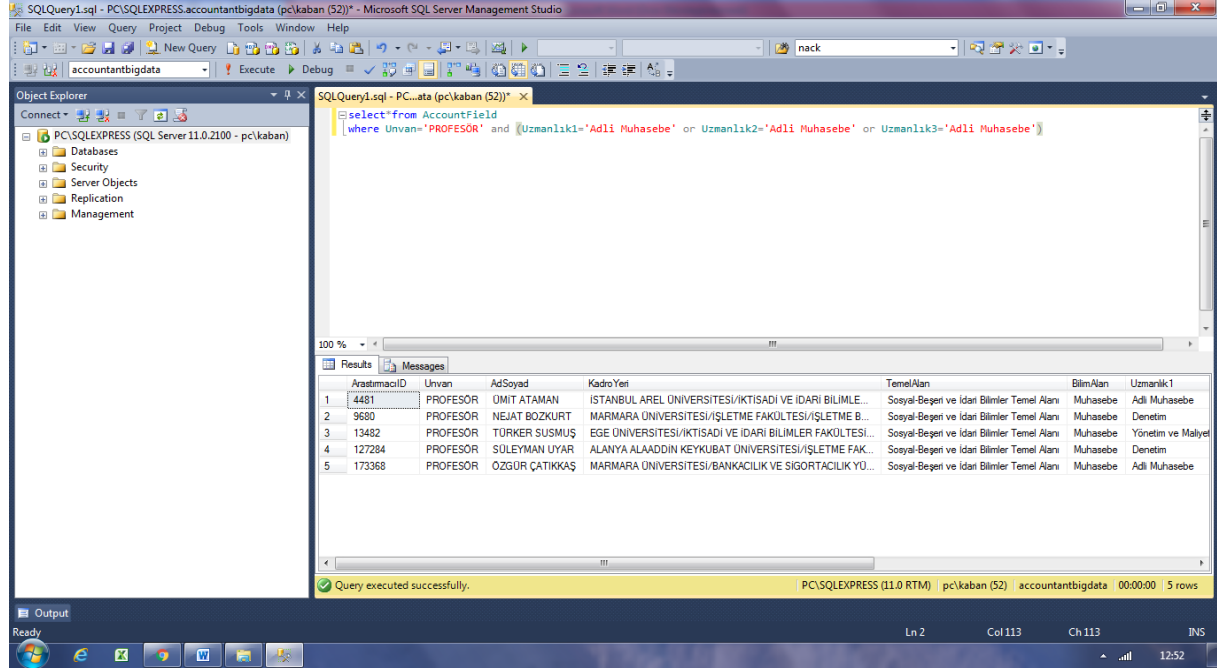 SQLQuery1.sql - PC\SQLEXPRESS.accountantbigdata (pc\kaban (52))* - Microsoft SQL Server Management Studio
File Edit View Query Project Debug Tools Window Help
New Query nack
accountantbigdata Execute Debug
Object Explorer
Connect
PC\SQLEXPRESS (SQL Server 11.0.2100 - pc\kaban)
Databases
Security
Server Objects
Replication
Management
SQLQuery1.sql - PC...ata (pc\kaban (52))*
select*from AccountField
where Unvan='PROFESÖR' and (Uzmanlık1='Adli Muhasebe' or Uzmanlık2='Adli Muhasebe' or Uzmanlık3='Adli Muhasebe')
100 %
Results Messages
ArastırmacıID Unvan AdSoyad KadroYeri TemelAlan BilimAlan Uzmanlık1
1 4481 PROFESÖR ÜMİT ATAMAN İSTANBUL AREL ÜNİVERSİTESİ/İKTİSADİ VE İDARİ BİLİMLE... Sosyal-Beşeri ve İdari Bilimler Temel Alanı Muhasebe Adli Muhasebe
2 9680 PROFESÖR NEJAT BOZKURT MARMARA ÜNİVERSİTESİ/İŞLETME FAKÜLTESİ/İŞLETME B... Sosyal-Beşeri ve İdari Bilimler Temel Alanı Muhasebe Denetim
3 13482 PROFESÖR TÜRKER SUSMUŞ EGE ÜNİVERSİTESİ/İKTİSADİ VE İDARİ BİLİMLER FAKÜLTESİ... Sosyal-Beşeri ve İdari Bilimler Temel Alanı Muhasebe Yönetim ve Maliyet
4 127284 PROFESÖR SÜLEYMAN UYAR ALANYA ALAADDİN KEYKUBAT ÜNİVERSİTESİ/İŞLETME FAK... Sosyal-Beşeri ve İdari Bilimler Temel Alanı Muhasebe Denetim
5 173368 PROFESÖR ÖZGÜR ÇATIKKAŞ MARMARA ÜNİVERSİTESİ/BANKACILIK VE SİGORTACILIK YÜ... Sosyal-Beşeri ve İdari Bilimler Temel Alanı Muhasebe Adli Muhasebe
Query executed successfully. PC\SQLEXPRESS (11.0 RTM) pc\kaban (52) accountantbigdata 00:00:00 5 rows
Output
Ready Ln 2 Col 113 Ch 113 INS
12:52